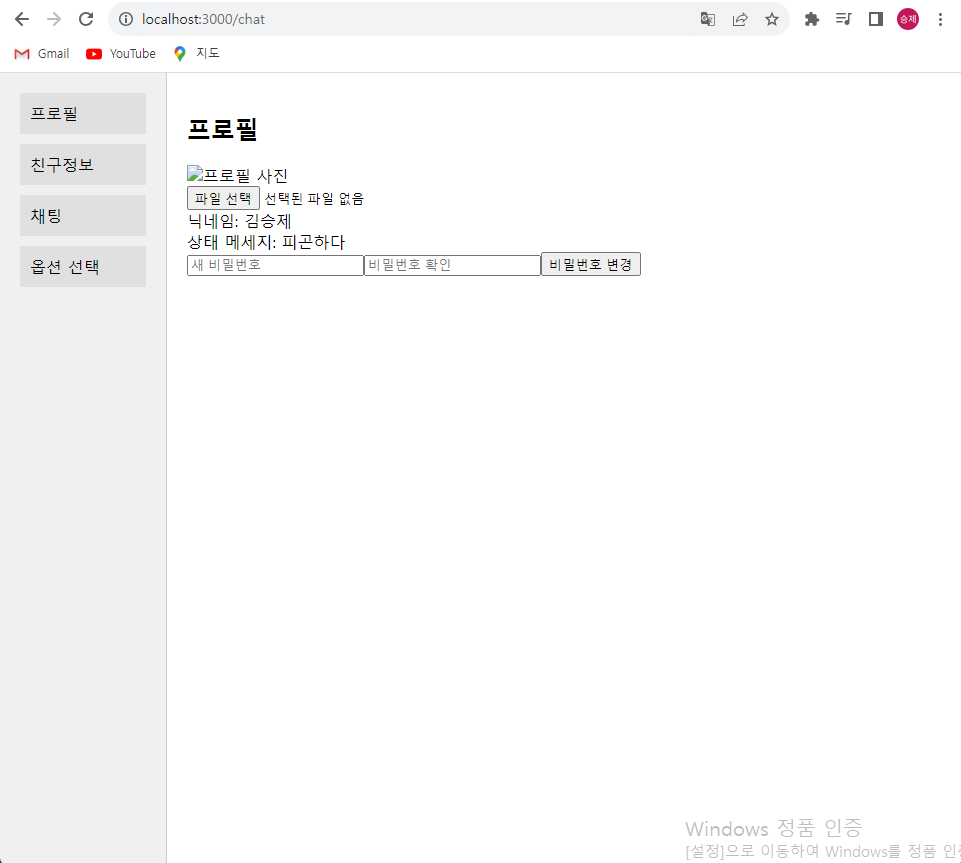 localhost:3000/chat
승제
Gmail YouTube 지도
프로필
친구정보
채팅
옵션 선택
프로필
프로필 사진
파일 선택 선택된 파일 없음
닉네임: 김승제
상태 메세지: 피곤하다
새 비밀번호 비밀번호 확인 비밀번호 변경
Windows 정품 인증
[설정]으로 이동하여 Windows를 정품 인증